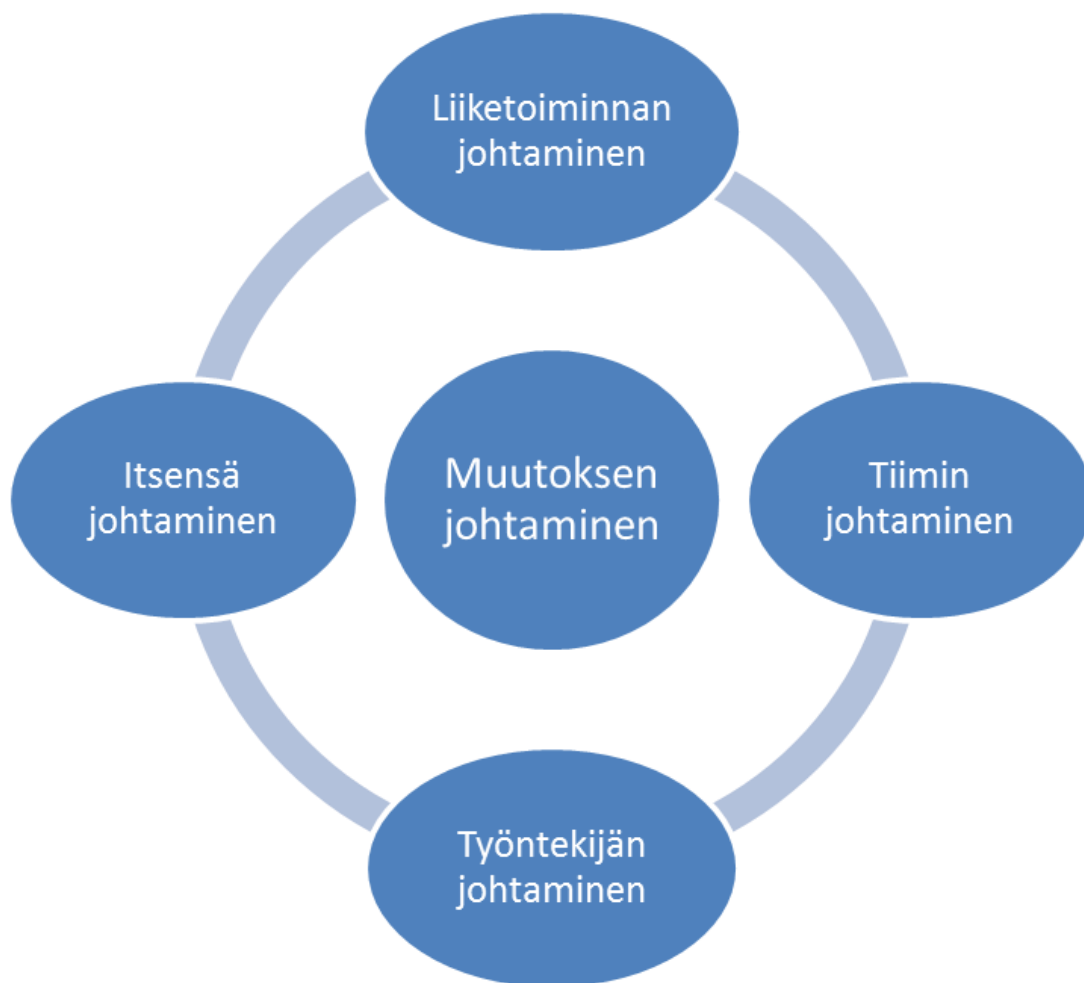 Liiketoiminnan
johtaminen
Itsensä
johtaminen
Muutoksen
johtaminen
Tiimin
johtaminen
Työntekijän
johtaminen